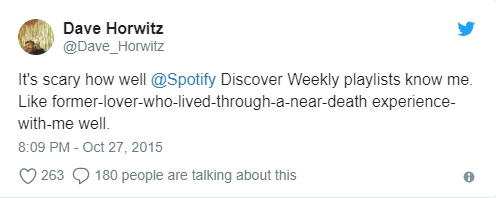 Dave Horwitz
@Dave_Horwitz
It's scary how well @Spotify Discover Weekly playlists know me.
Like former-lover-who-lived-through-a-near-death experience-
with-me well.
8:09 PM - Oct 27, 2015
263 180 people are talking about this